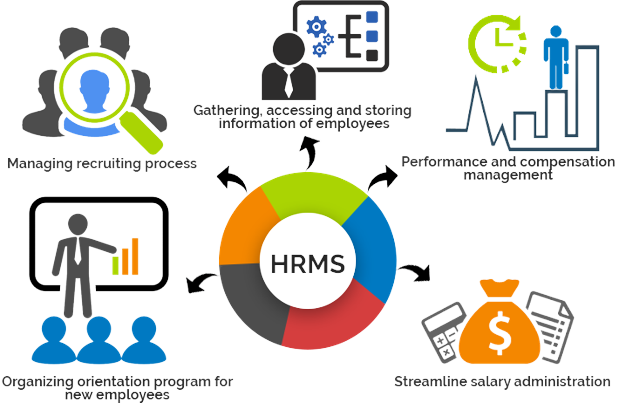 Gathering, accessing and storing
information of employees
Managing recruiting process
Performance and compensation
management
HRMS
$
Organizing orientation program for
new employees
Streamline salary administration